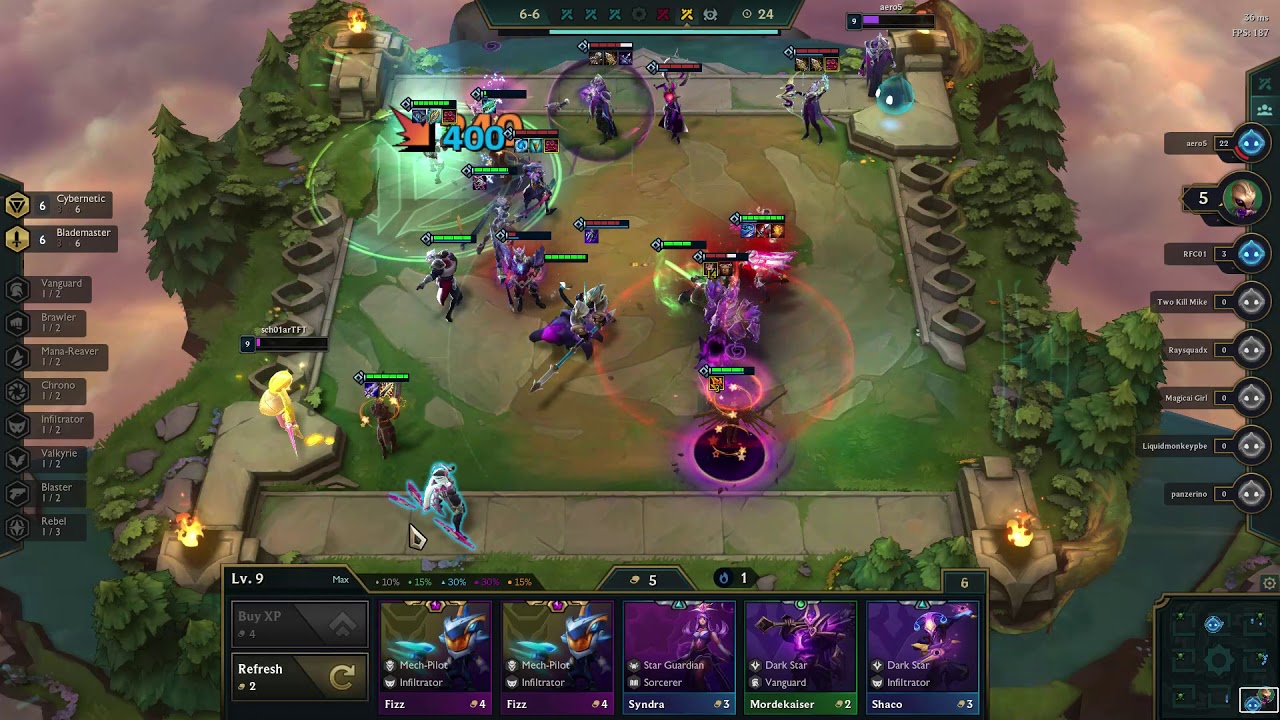 6-6
24
aero5
9
36 ms
FPS: 187
6 Cybernetic
6
6 Blademaster
3 6
Vanguard
1 / 2
Brawler
1 / 2
Mana-Reaver
1 / 2
Chrono
1 / 2
Infiltrator
1 / 2
Valkyrie
1 / 2
Blaster
1 / 2
Rebel
1 / 3
400
sch01arTFT
9
aero5 22
5
RFC01 3
Two Kill Mike 0
Raysquadx 0
Magical Girl 0
Liquidmonkeypbe 0
panzerino 0
Lv. 9 Max
10% 15% 30% 30% 15%
5
1
6
Buy XP
4
Refresh
2
Mech-Pilot
Infiltrator
Fizz 4
Mech-Pilot
Infiltrator
Fizz 4
Star Guardian
Sorcerer
Syndra 3
Dark Star
Vanguard
Mordekaiser 2
Dark Star
Infiltrator
Shaco 3